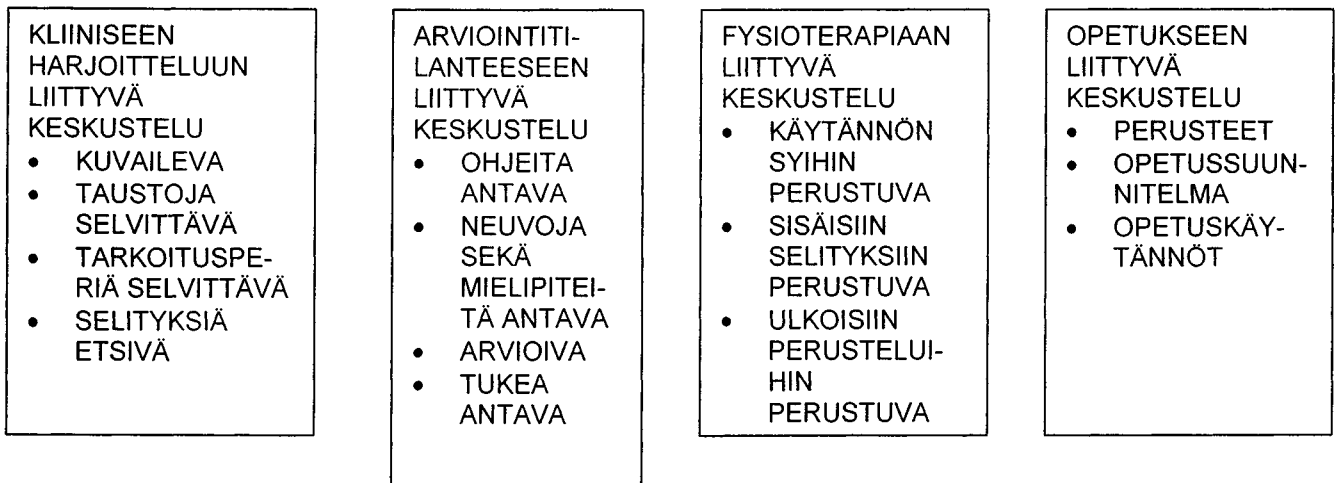 KLIINISEEN
HARJOITTELUUN
LIITTYVÄ
KESKUSTELU
• KUVAILEVA
• TAUSTOJA
SELVITTÄVÄ
• TARKOITUSPE-
RIÄ SELVITTÄVÄ
• SELITYKSIÄ
ETSIVÄ
ARVIOINTITI-
LANTEESEEN
LIITTYVÄ
KESKUSTELU
• OHJEITA
ANTAVA
• NEUVOJA
SEKÄ
MIELIPITEI-
TÄ ANTAVA
• ARVIOIVA
• TUKEA
ANTAVA
FYSIOTERAPIAAN
LIITTYVÄ
KESKUSTELU
• KÄYTÄNNÖN
SYIHIN
PERUSTUVA
• SISÄISIIN
SELITYKSIIN
PERUSTUVA
• ULKOISIIN
PERUSTELUI-
HIN
PERUSTUVA
OPETUKSEEN
LIITTYVÄ
KESKUSTELU
• PERUSTEET
• OPETUSSUUN-
NITELMA
• OPETUSKÄY-
TÄNNÖT